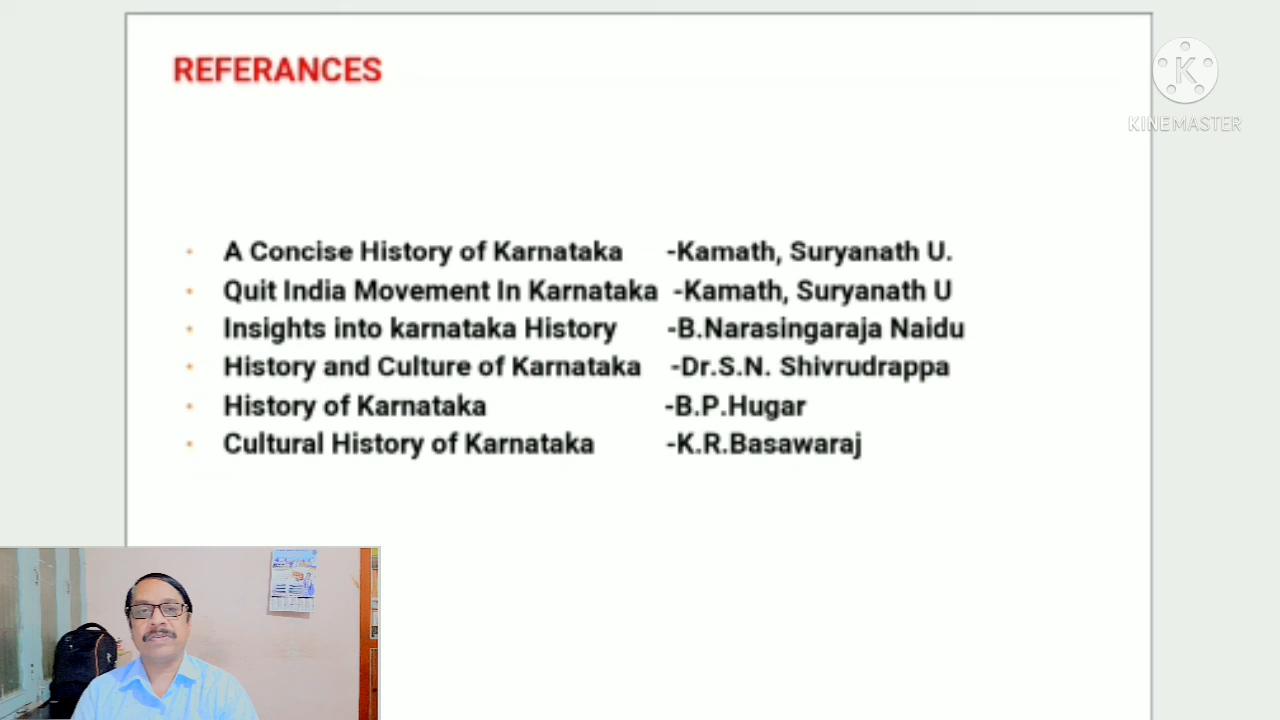 REFERANCES
K
KINEMASTER
• A Concise History of Karnataka -Kamath, Suryanath U.
• Quit India Movement In Karnataka -Kamath, Suryanath U
• Insights into karnataka History -B.Narasingaraja Naidu
• History and Culture of Karnataka -Dr.S.N. Shivrudrappa
• History of Karnataka -B.P.Hugar
• Cultural History of Karnataka -K.R.Basawaraj